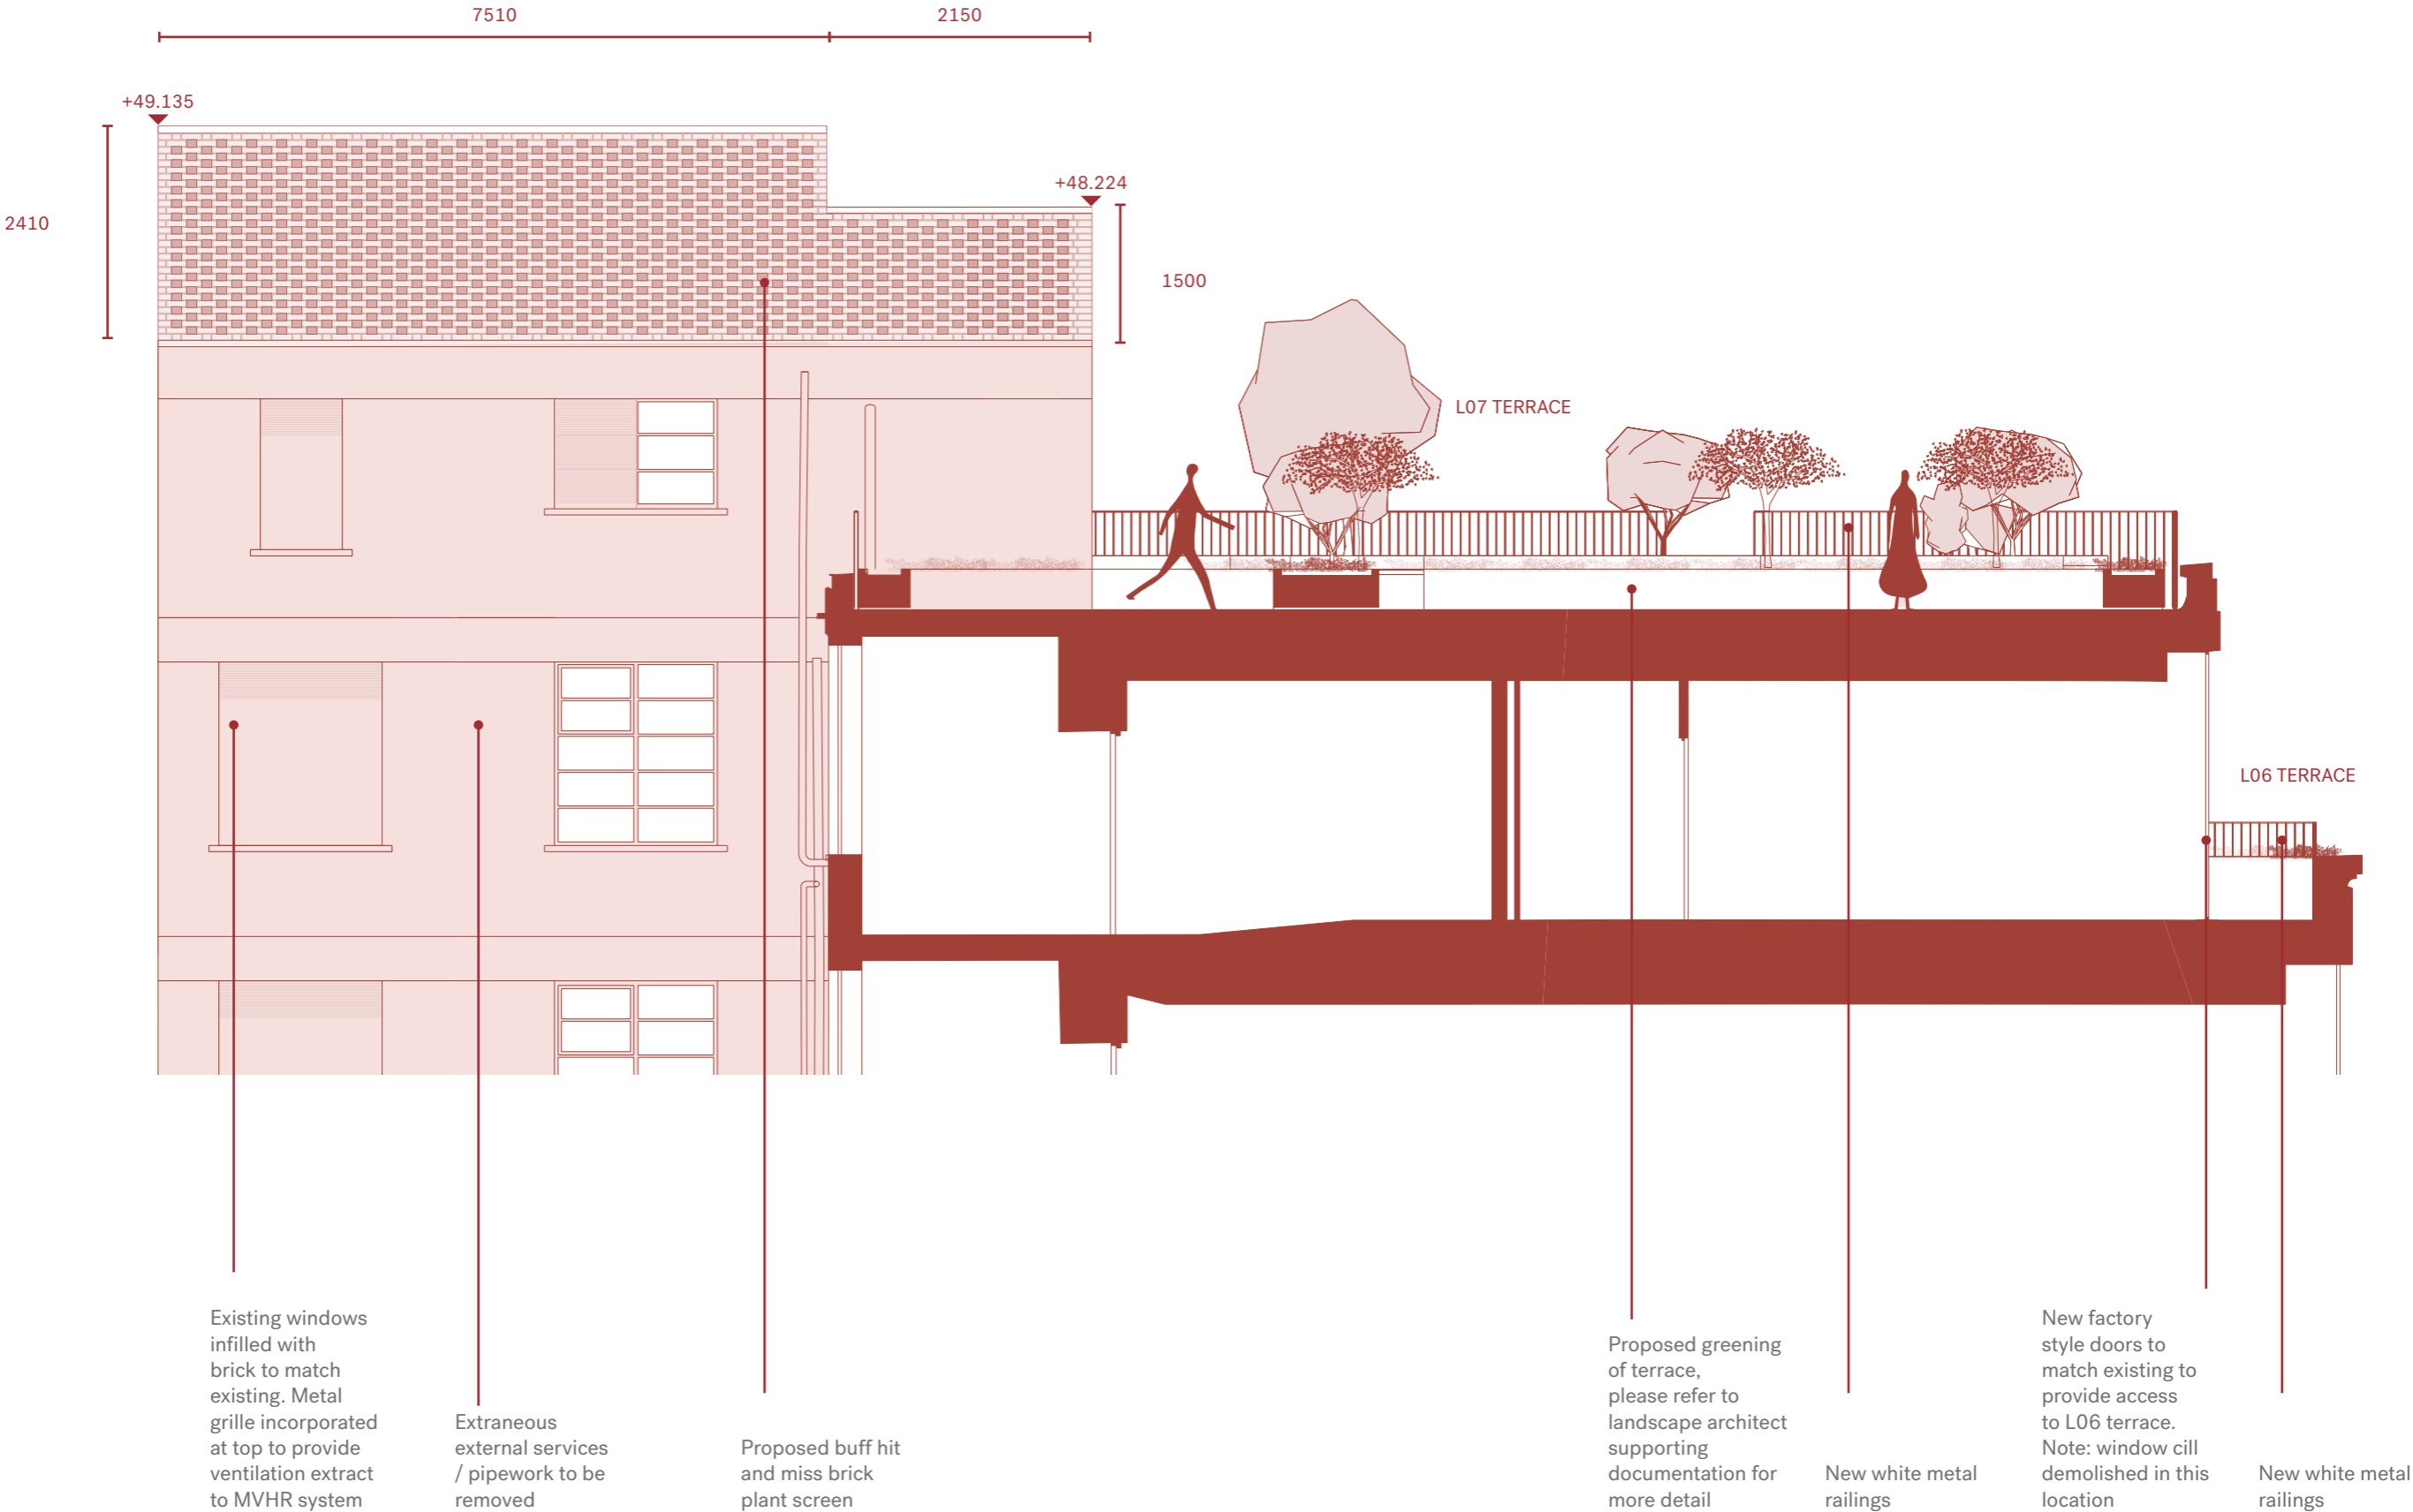 7510
2150
+49.135
+48.224
2410
1500
L07 TERRACE
L06 TERRACE
Existing windows
infilled with
brick to match
existing. Metal
grille incorporated
at top to provide
ventilation extract
to MVHR system
Extraneous
external services
/ pipework to be
removed
Proposed buff hit
and miss brick
plant screen
Proposed greening
of terrace,
please refer to
landscape architect
supporting
documentation for
more detail
New white metal
railings
New factory
style doors to
match existing to
provide access
to L06 terrace.
Note: window cill
demolished in this
location
New white metal
railings